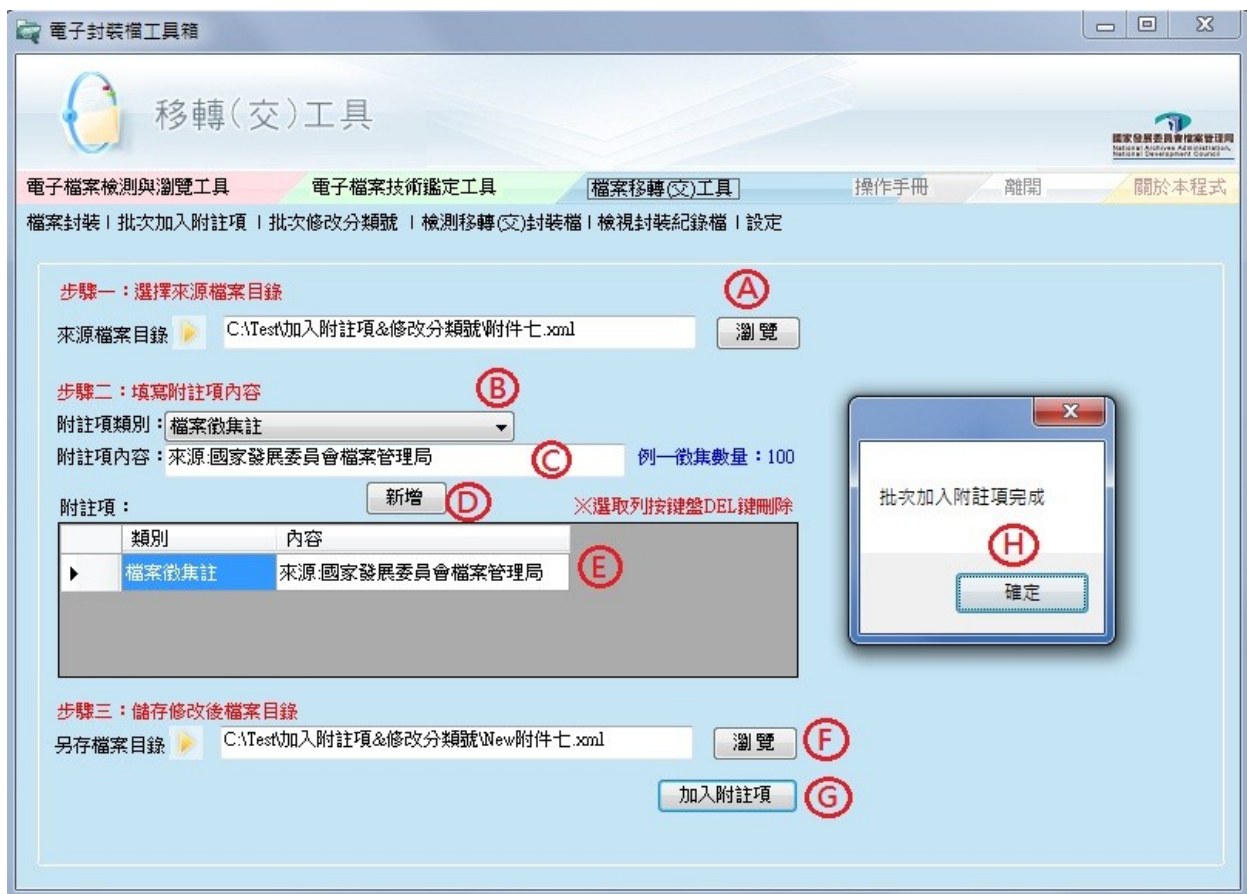 電子封裝檔工具箱
移轉(交)工具
國家發展委員會檔案管理局
National Archives Administration,
National Development Council
電子檔案檢測與瀏覽工具 電子檔案技術鑑定工具 檔案移轉(交)工具 操作手冊 離開 關於本程式
檔案封裝 | 批次加入附註項 | 批次修改分類號 | 檢測移轉(交)封裝檔 | 檢視封裝紀錄檔 | 設定
步驟一：選擇來源檔案目錄 A
來源檔案目錄 C:\Test\加入附註項&修改分類號\附件七.xml 瀏覽
步驟二：填寫附註項內容 B
附註項類別：檔案徵集註
附註項內容：來源:國家發展委員會檔案管理局 C 例—徵集數量：100
新增 D
附註項： ※選取列按鍵盤DEL鍵刪除
類別 內容
檔案徵集註 來源:國家發展委員會檔案管理局 E
批次加入附註項完成
H
確定
步驟三：儲存修改後檔案目錄
另存檔案目錄 C:\Test\加入附註項&修改分類號\New附件七.xml 瀏覽 F
加入附註項 G